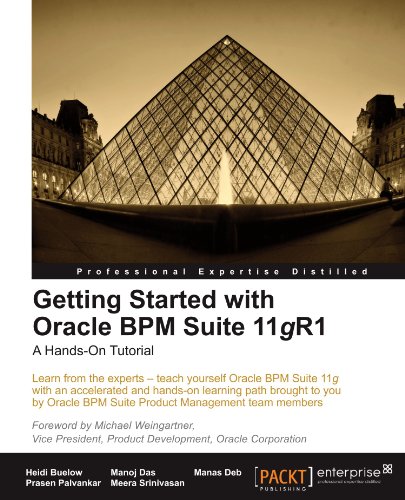 Professional Expertise Distilled
Getting Started with
Oracle BPM Suite 11gR1
A Hands-On Tutorial
Learn from the experts – teach yourself Oracle BPM Suite 11g
with an accelerated and hands-on learning path brought to you
by Oracle BPM Suite Product Management team members
Foreword by Michael Weingartner,
Vice President, Product Development, Oracle Corporation
Heidi Buelow Manoj Das Manas Deb
Prasen Palvankar Meera Srinivasan
[PACKT] enterprise
PUBLISHING professional expertise distilled